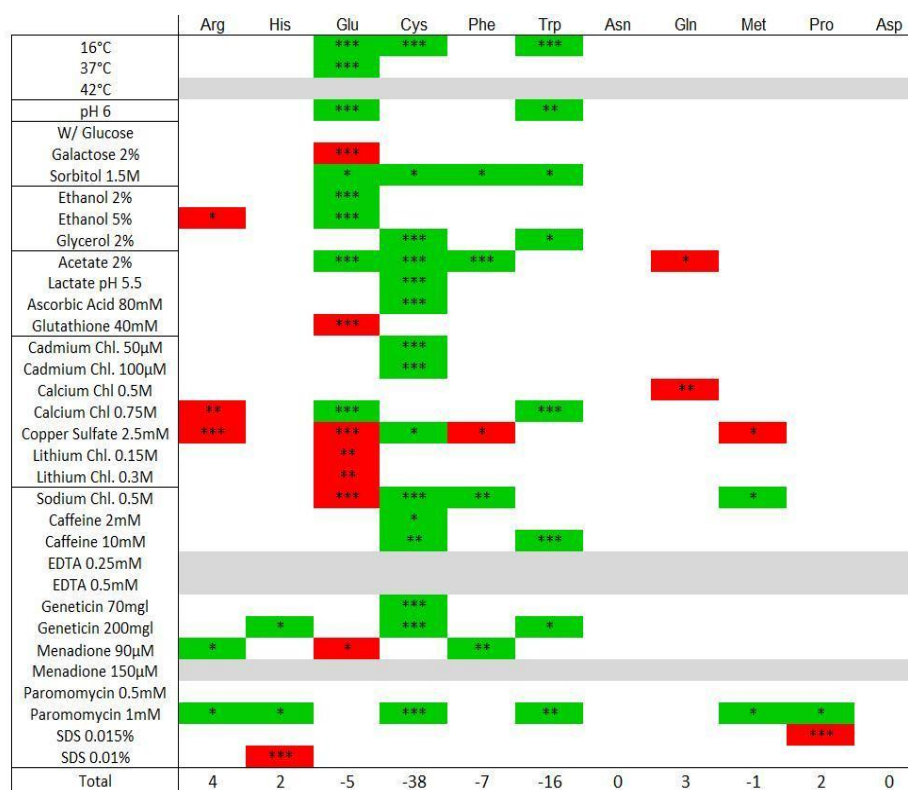 Arg His Glu Cys Phe Trp Asn Gln Met Pro Asp
16°C *** *** ***
37°C ***
42°C
pH 6 *** **
W/ Glucose
Galactose 2% ***
Sorbitol 1.5M * * * *
Ethanol 2% ***
Ethanol 5% * ***
Glycerol 2% *** *
Acetate 2% *** *** *** *
Lactate pH 5.5 ***
Ascorbic Acid 80mM ***
Glutathione 40mM ***
Cadmium Chl. 50µM ***
Cadmium Chl. 100µM ***
Calcium Chl 0.5M **
Calcium Chl 0.75M ** *** ***
Copper Sulfate 2.5mM *** *** * * *
Lithium Chl. 0.15M **
Lithium Chl. 0.3M **
Sodium Chl. 0.5M *** *** ** *
Caffeine 2mM *
Caffeine 10mM ** ***
EDTA 0.25mM
EDTA 0.5mM
Geneticin 70mgl ***
Geneticin 200mgl * *** *
Menadione 90µM * * **
Menadione 150µM
Paromomycin 0.5mM
Paromomycin 1mM * * *** ** * *
SDS 0.015% ***
SDS 0.01% ***
Total 4 2 -5 -38 -7 -16 0 3 -1 2 0